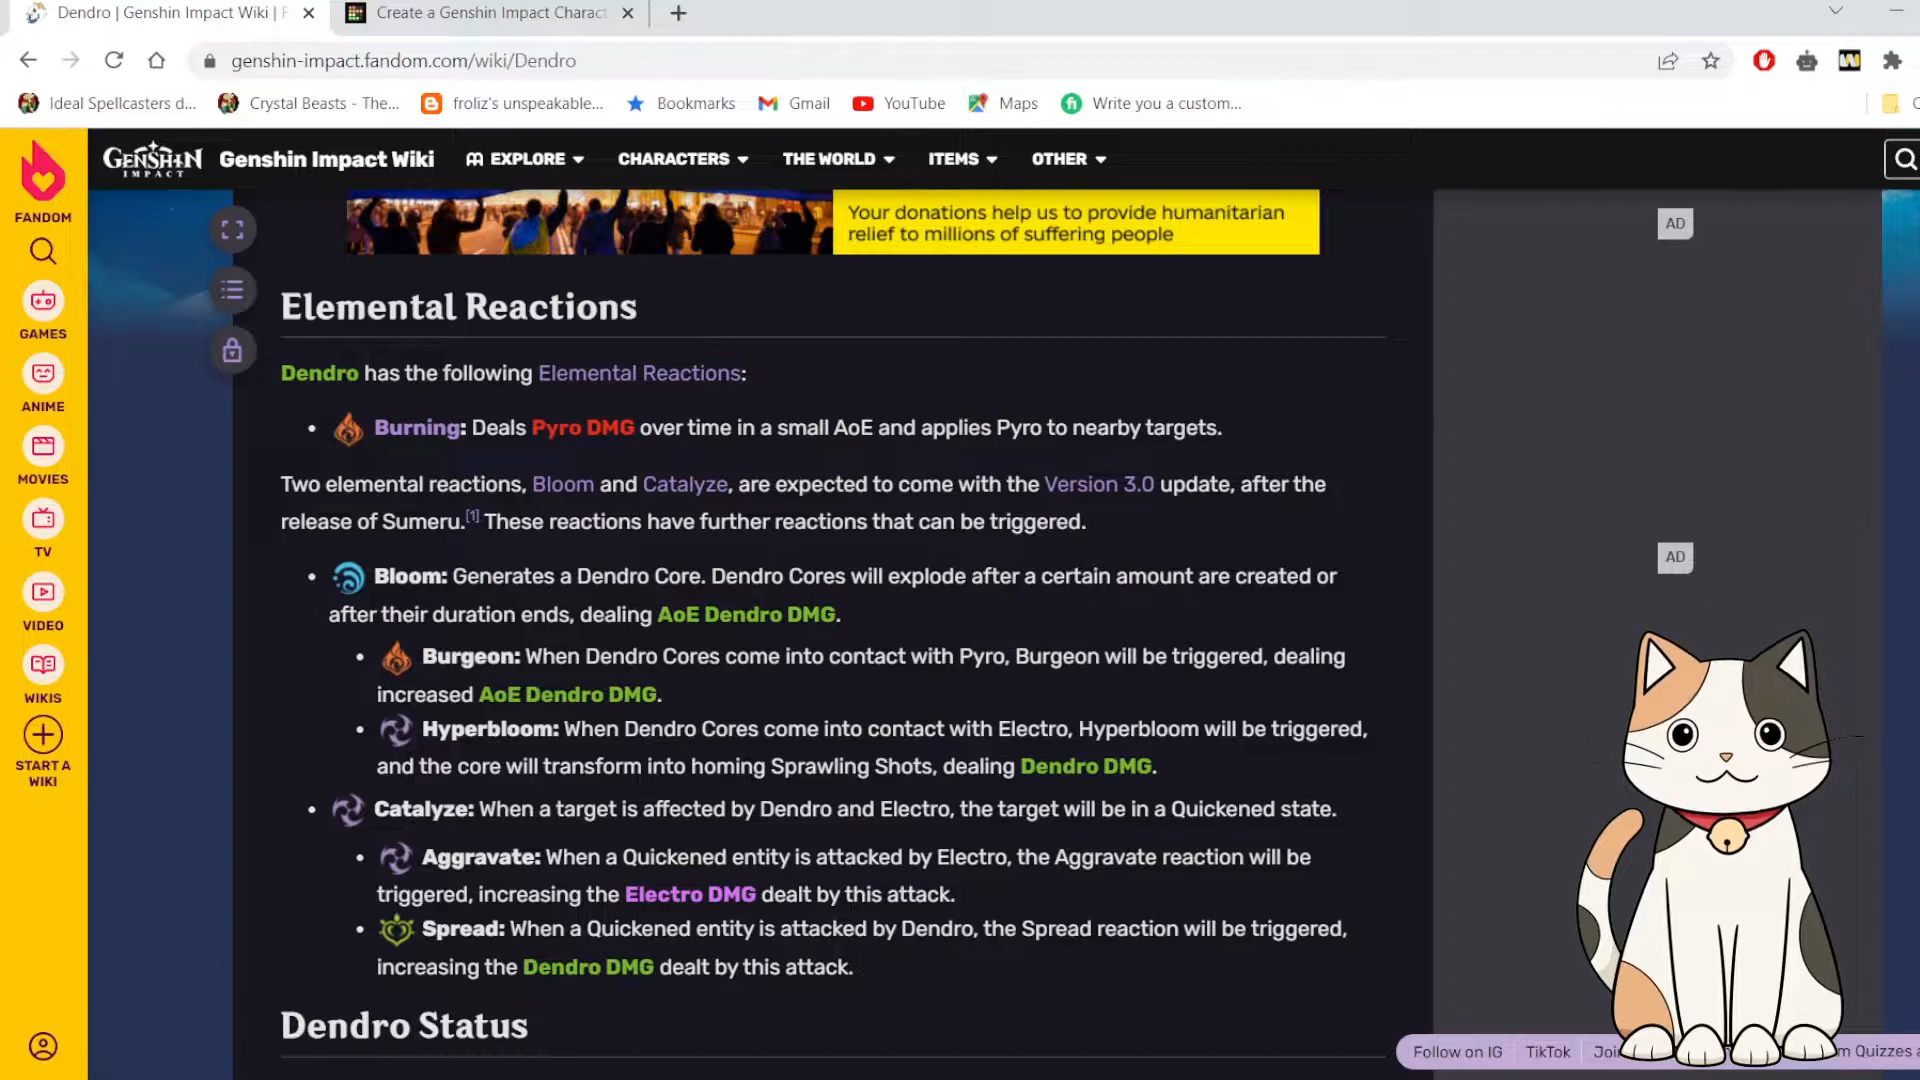 Dendro | Genshin Impact Wiki | F
Create a Genshin Impact Charact
genshin-impact.fandom.com/wiki/Dendro
Ideal Spellcasters d...
Crystal Beasts - The...
froliz's unspeakable...
Bookmarks
Gmail
YouTube
Maps
Write you a custom...
GENSHIN IMPACT
Genshin Impact Wiki
EXPLORE
CHARACTERS
THE WORLD
ITEMS
OTHER
FANDOM
GAMES
ANIME
MOVIES
TV
VIDEO
WIKIS
START A
WIKI
Your donations help us to provide humanitarian
relief to millions of suffering people
AD
Elemental Reactions
Dendro has the following Elemental Reactions:
• Burning: Deals Pyro DMG over time in a small AoE and applies Pyro to nearby targets.
Two elemental reactions, Bloom and Catalyze, are expected to come with the Version 3.0 update, after the
release of Sumeru.[1] These reactions have further reactions that can be triggered.
AD
• Bloom: Generates a Dendro Core. Dendro Cores will explode after a certain amount are created or
after their duration ends, dealing AoE Dendro DMG.
• Burgeon: When Dendro Cores come into contact with Pyro, Burgeon will be triggered, dealing
increased AoE Dendro DMG.
• Hyperbloom: When Dendro Cores come into contact with Electro, Hyperbloom will be triggered,
and the core will transform into homing Sprawling Shots, dealing Dendro DMG.
• Catalyze: When a target is affected by Dendro and Electro, the target will be in a Quickened state.
• Aggravate: When a Quickened entity is attacked by Electro, the Aggravate reaction will be
triggered, increasing the Electro DMG dealt by this attack.
• Spread: When a Quickened entity is attacked by Dendro, the Spread reaction will be triggered,
increasing the Dendro DMG dealt by this attack.
Dendro Status
Follow on IG
TikTok
Joi
m Quizzes a